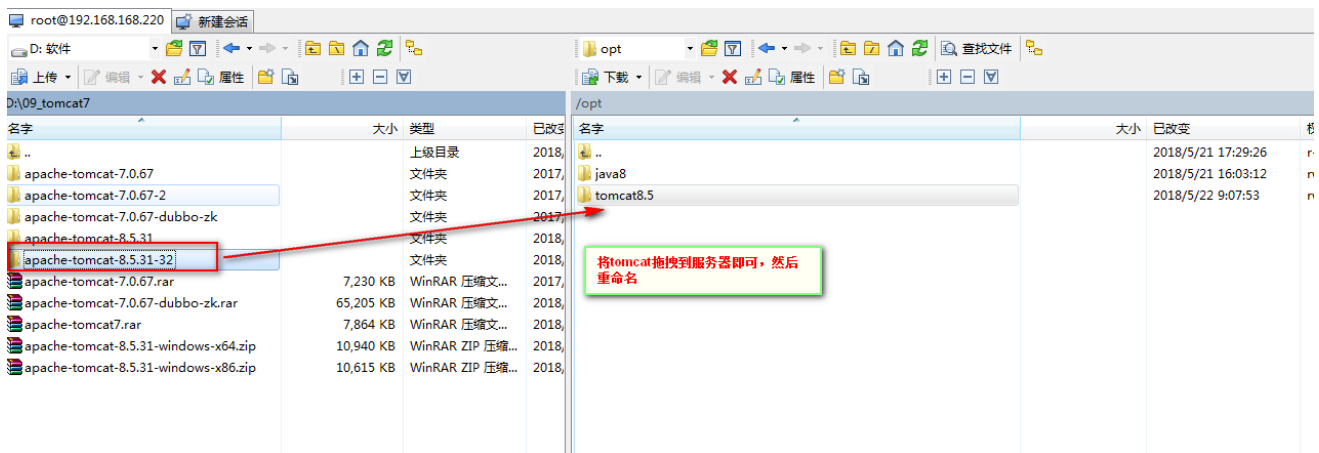 root@192.168.168.220 新建会话
D: 软件 opt 查找文件
上传 编辑 属性 下载 编辑 属性
D:\09_tomcat7 /opt
名字 大小 类型 已改变 名字 大小 已改变
.. 上级目录 2018, .. 2018/5/21 17:29:26
apache-tomcat-7.0.67 文件夹 2017, java8 2018/5/21 16:03:12
apache-tomcat-7.0.67-2 文件夹 2017, tomcat8.5 2018/5/22 9:07:53
apache-tomcat-7.0.67-dubbo-zk 文件夹 2017,
apache-tomcat-8.5.31 文件夹 2018,
apache-tomcat-8.5.31-32 文件夹 2018,
将tomcat拖拽到服务器即可，然后
重命名
apache-tomcat-7.0.67.rar 7,230 KB WinRAR 压缩文... 2017,
apache-tomcat-7.0.67-dubbo-zk.rar 65,205 KB WinRAR 压缩文... 2018,
apache-tomcat7.rar 7,864 KB WinRAR 压缩文... 2018,
apache-tomcat-8.5.31-windows-x64.zip 10,940 KB WinRAR ZIP 压缩... 2018,
apache-tomcat-8.5.31-windows-x86.zip 10,615 KB WinRAR ZIP 压缩... 2018,